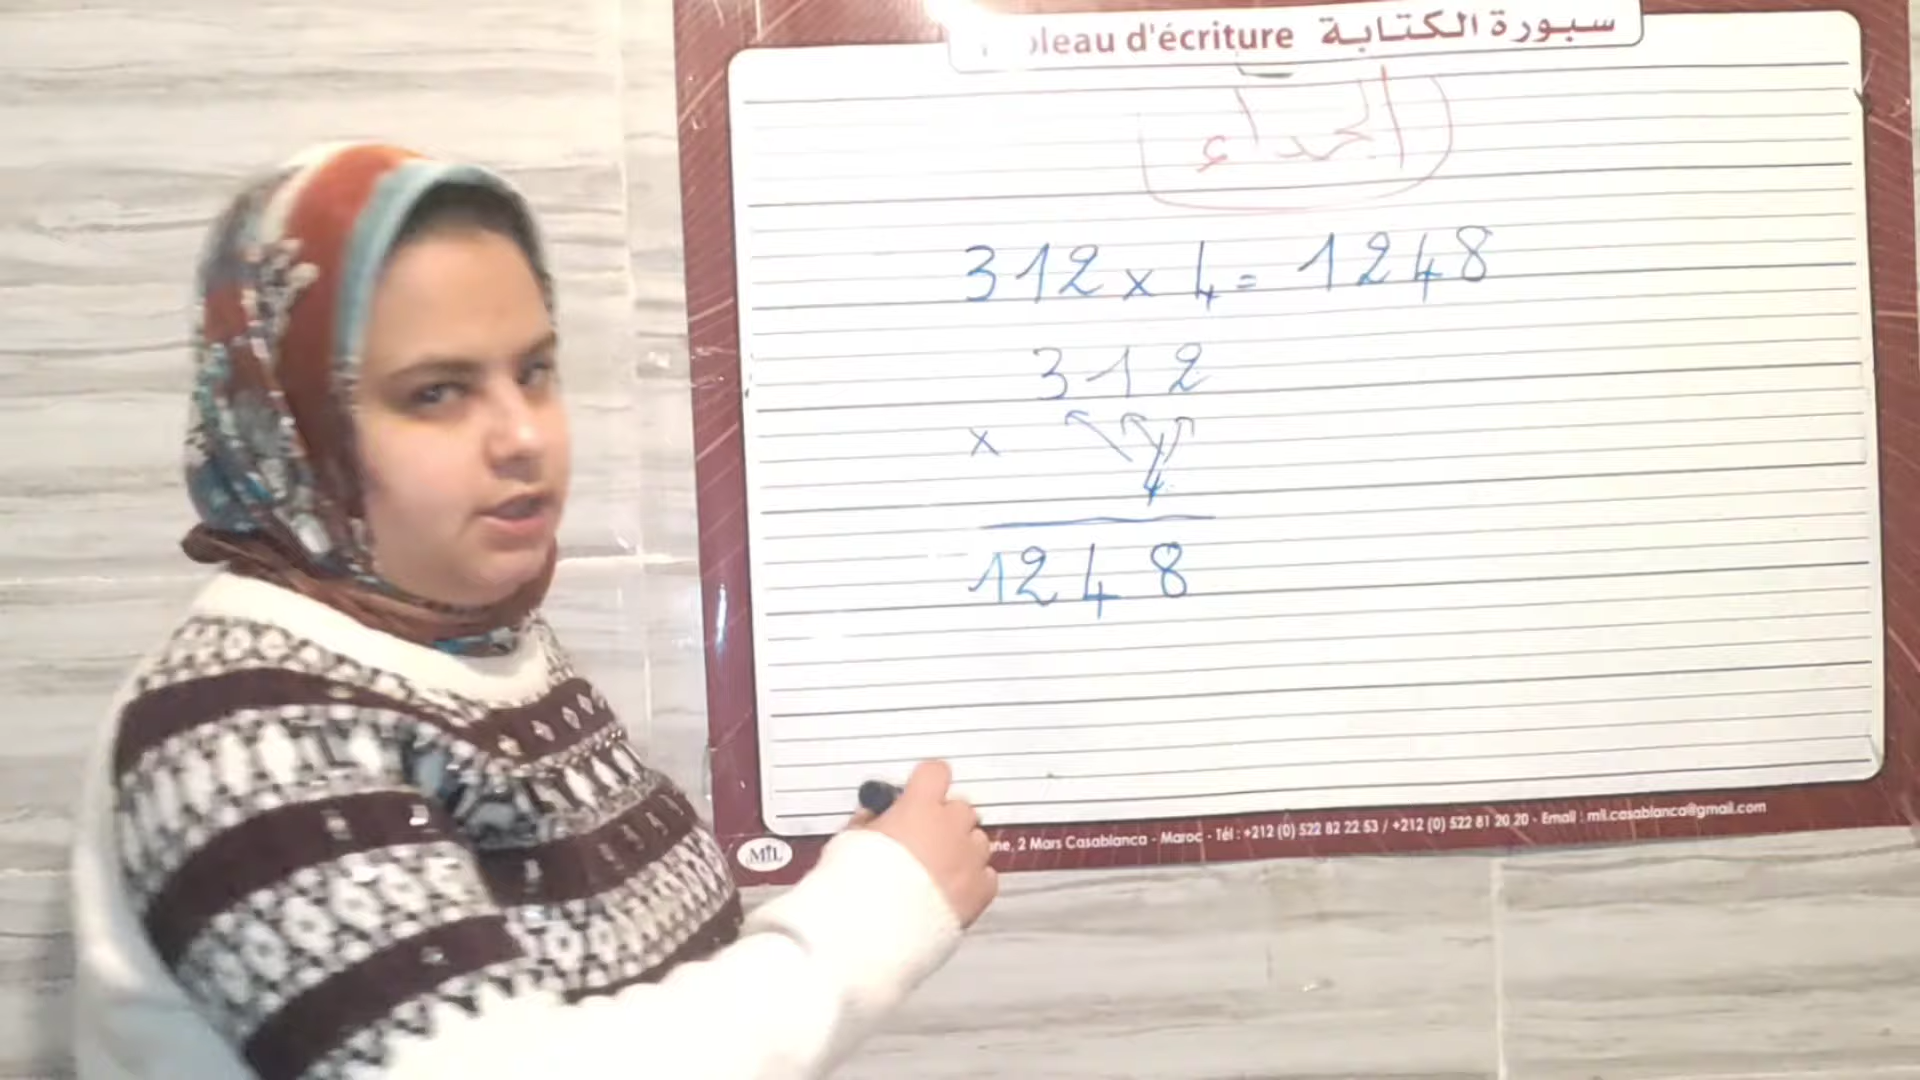 d'écriture سبورة الكتابة
الجداء
312 x 4 = 1248
312
x
4
1248
MIL
2 Mars Casablanca - Maroc - Tél : +212 (0) 522 82 22 53 / +212 (0) 522 81 20 20 - Email : mil.casablanca@gmail.com